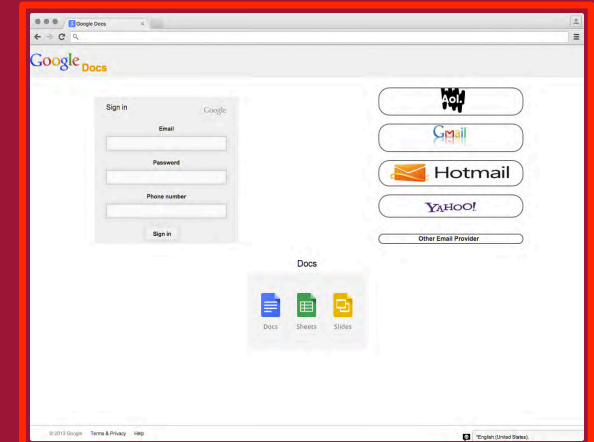 Google Docs
Google Docs
Sign in Google
Email
Password
Phone number
Sign in
Aol.
Gmail
Hotmail
YAHOO!
Other Email Provider
Docs
Docs Sheets Slides
© 2013 Google Terms & Privacy Help
"English (United States).